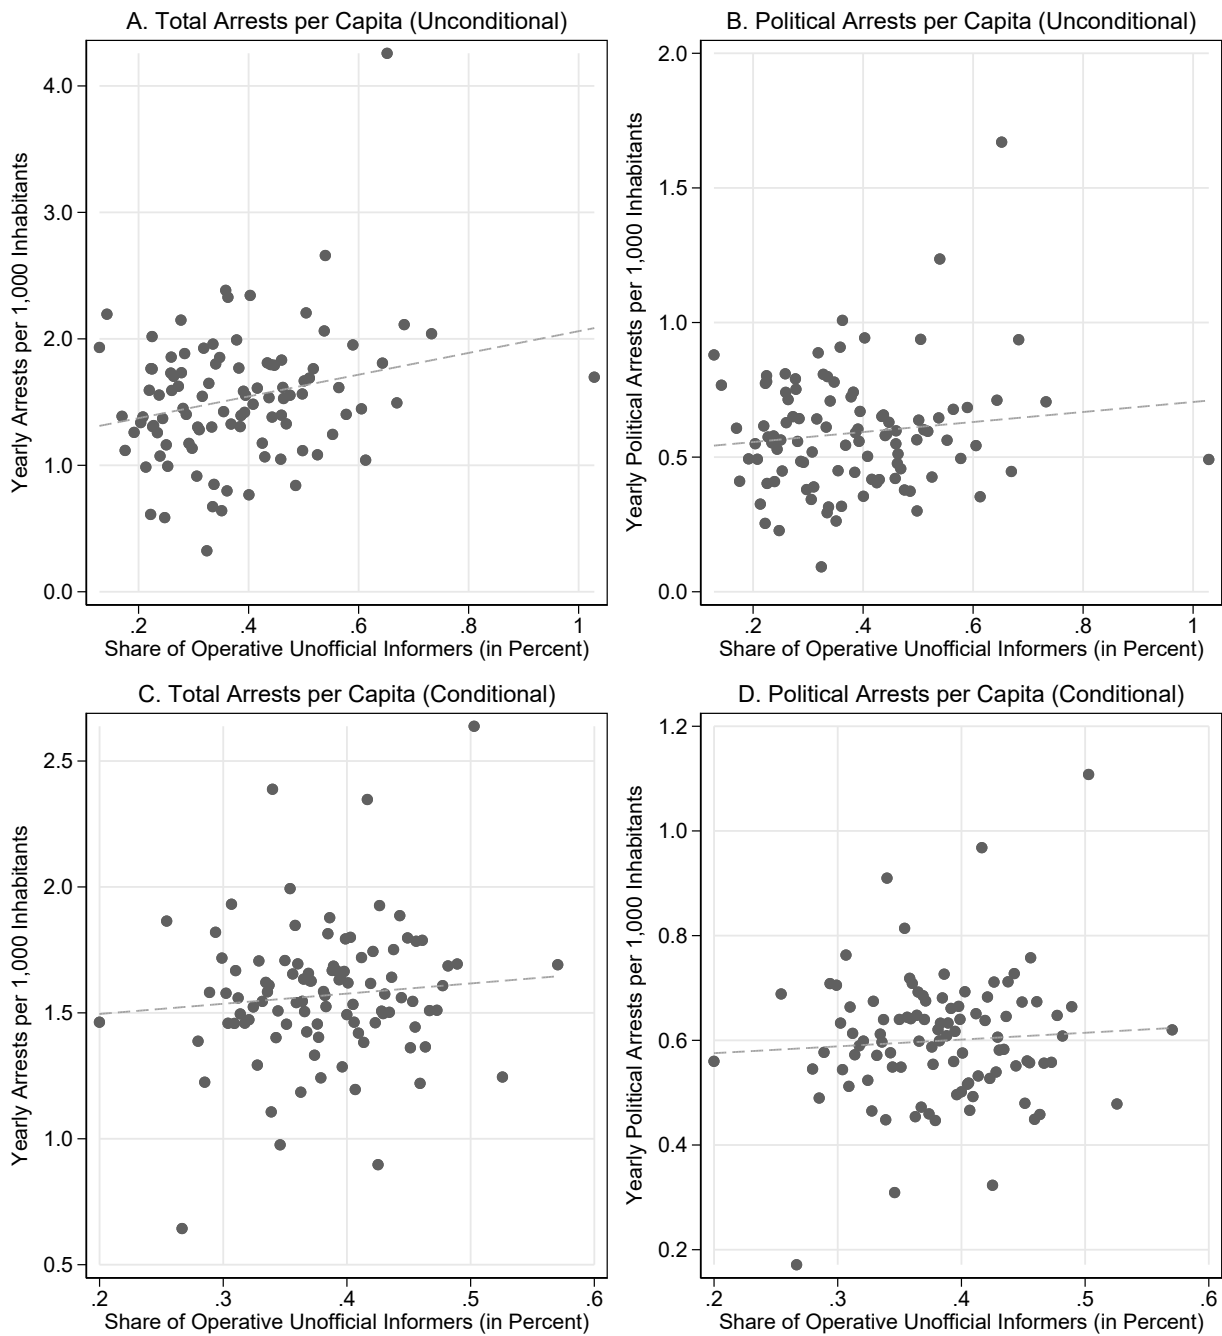 A. Total Arrests per Capita (Unconditional)
Yearly Arrests per 1,000 Inhabitants
4.0
3.0
2.0
1.0
0.0
.2 .4 .6 .8 1
Share of Operative Unofficial Informers (in Percent)
B. Political Arrests per Capita (Unconditional)
Yearly Political Arrests per 1,000 Inhabitants
2.0
1.5
1.0
0.5
0.0
.2 .4 .6 .8 1
Share of Operative Unofficial Informers (in Percent)
C. Total Arrests per Capita (Conditional)
Yearly Arrests per 1,000 Inhabitants
2.5
2.0
1.5
1.0
0.5
.2 .3 .4 .5 .6
Share of Operative Unofficial Informers (in Percent)
D. Political Arrests per Capita (Conditional)
Yearly Political Arrests per 1,000 Inhabitants
1.2
1.0
0.8
0.6
0.4
0.2
.2 .3 .4 .5 .6
Share of Operative Unofficial Informers (in Percent)